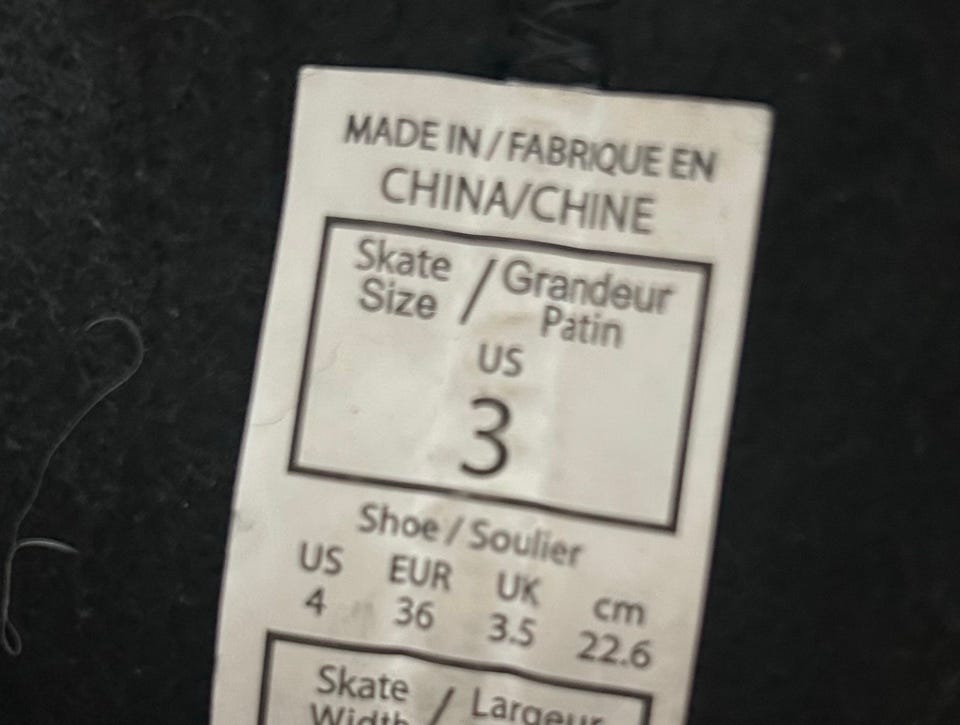 MADE IN / FABRIQUE EN
CHINA/CHINE
Skate / Grandeur
Size Patin
US
3
Shoe / Soulier
US EUR UK cm
4 36 3.5 22.6
Skate / Largeur
Width